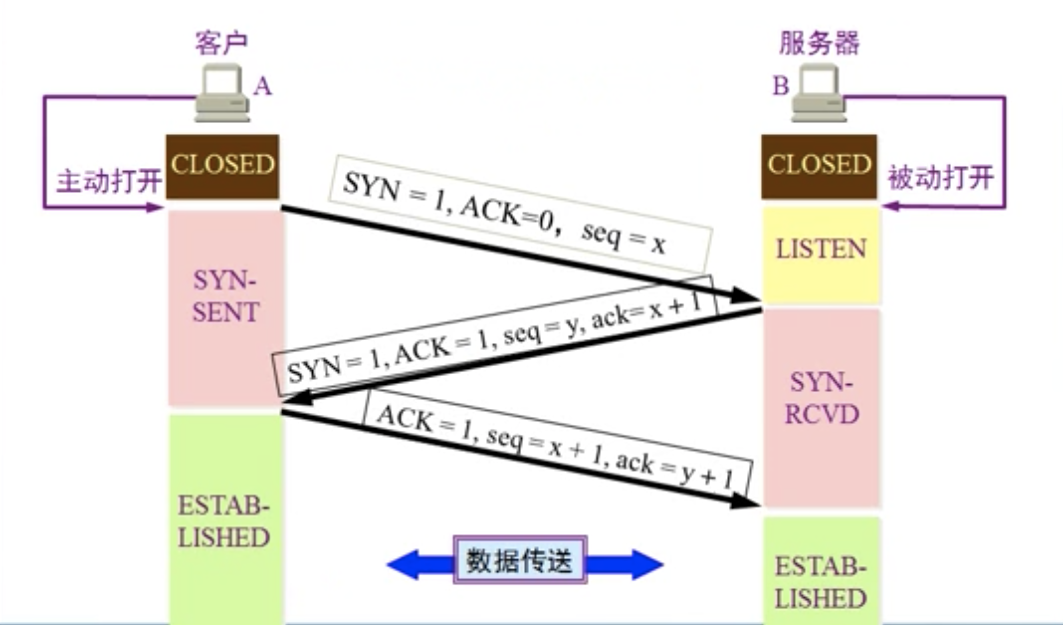 客户
服务器
A
B
CLOSED
CLOSED
主动打开
被动打开
SYN = 1, ACK=0，seq = x
LISTEN
SYN-
SENT
SYN = 1, ACK = 1, seq = y, ack= x + 1
SYN-
RCVD
ACK = 1, seq = x + 1, ack = y + 1
ESTAB-
LISHED
数据传送
ESTAB-
LISHED